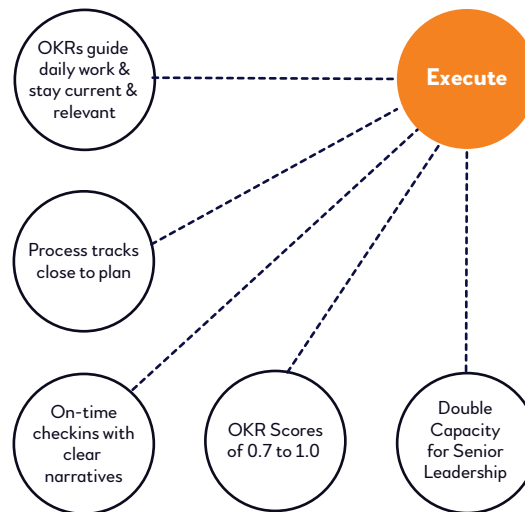 OKRs guide
daily work &
stay current &
relevant
Execute
Process tracks
close to plan
On-time
checkins with
clear
narratives
OKR Scores
of 0.7 to 1.0
Double
Capacity
for Senior
Leadership